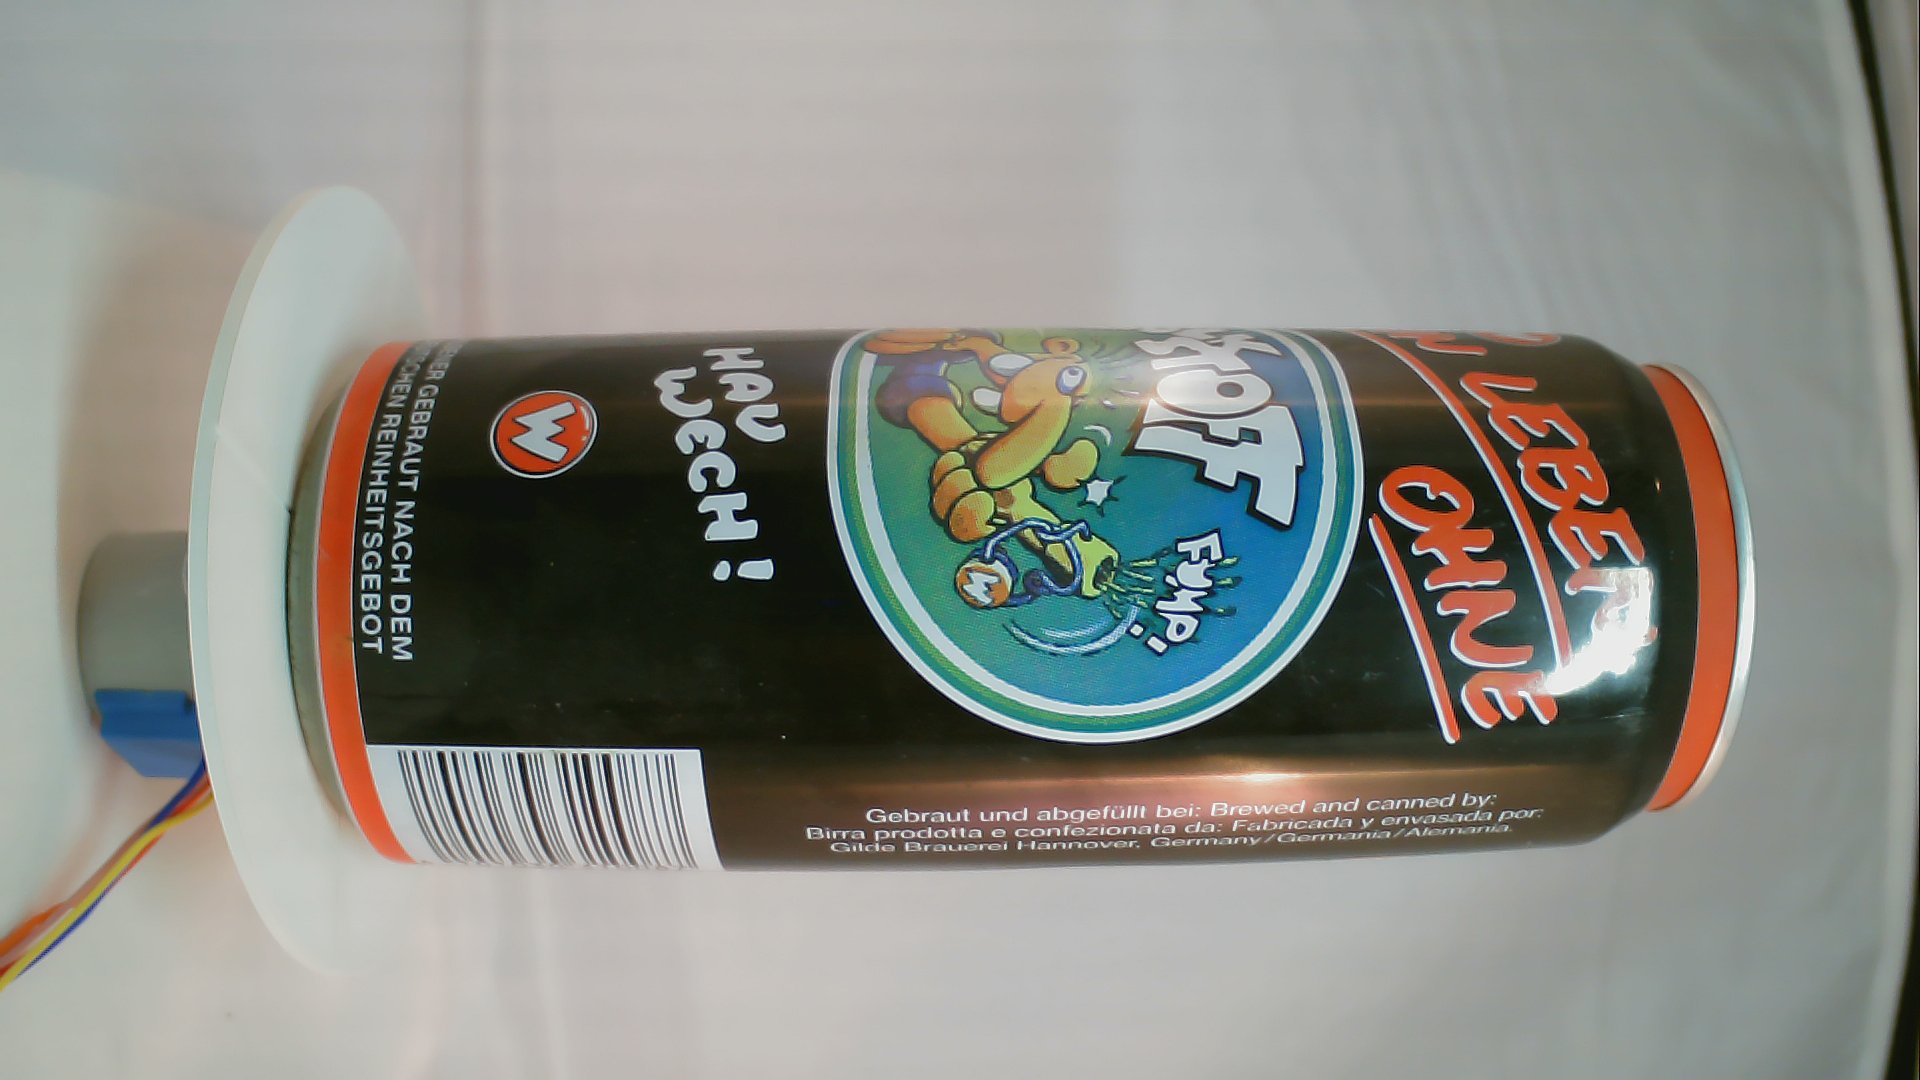 LEBEN
OHNE
STOFF
FUMP!
W
HAU
WECH!
W
GEBRAUT NACH DEM
REINHEITSGEBOT
Gebraut und abgefüllt bei: Brewed and canned by:
Birra prodotta e confezionata da: Fabricada y envasada por:
Gilde Brauerei Hannover, Germany/Germania/Alemania.